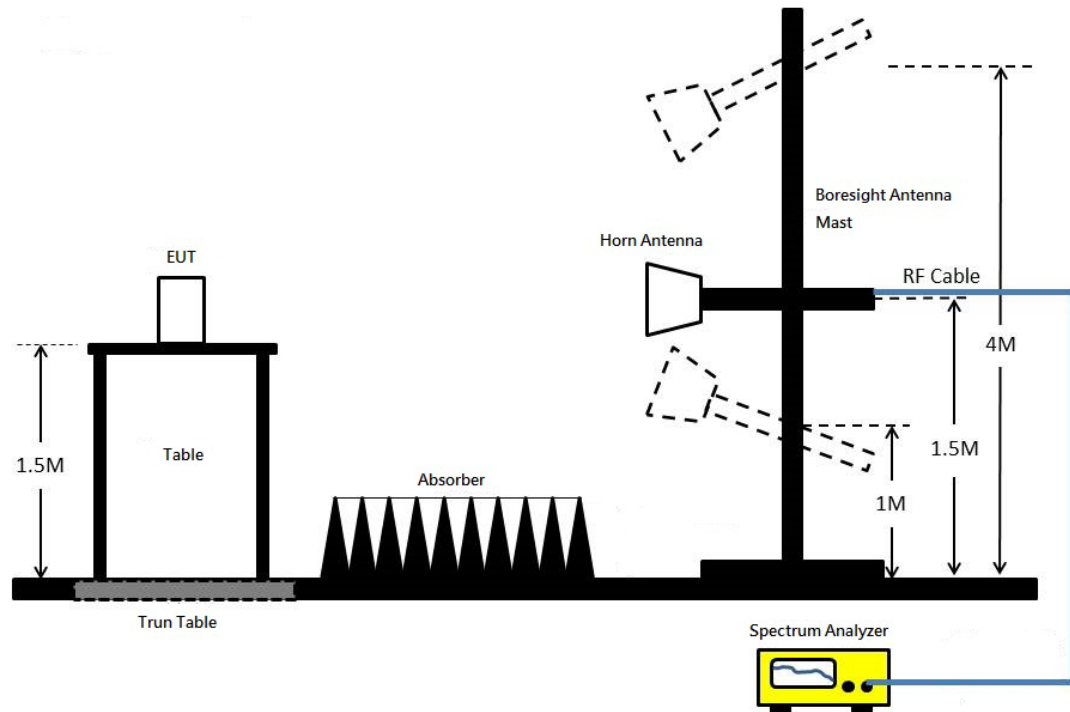 Boresight Antenna
Mast
Horn Antenna
EUT
RF Cable
4M
1.5M
Table
1.5M
Absorber
1M
Trun Table
Spectrum Analyzer